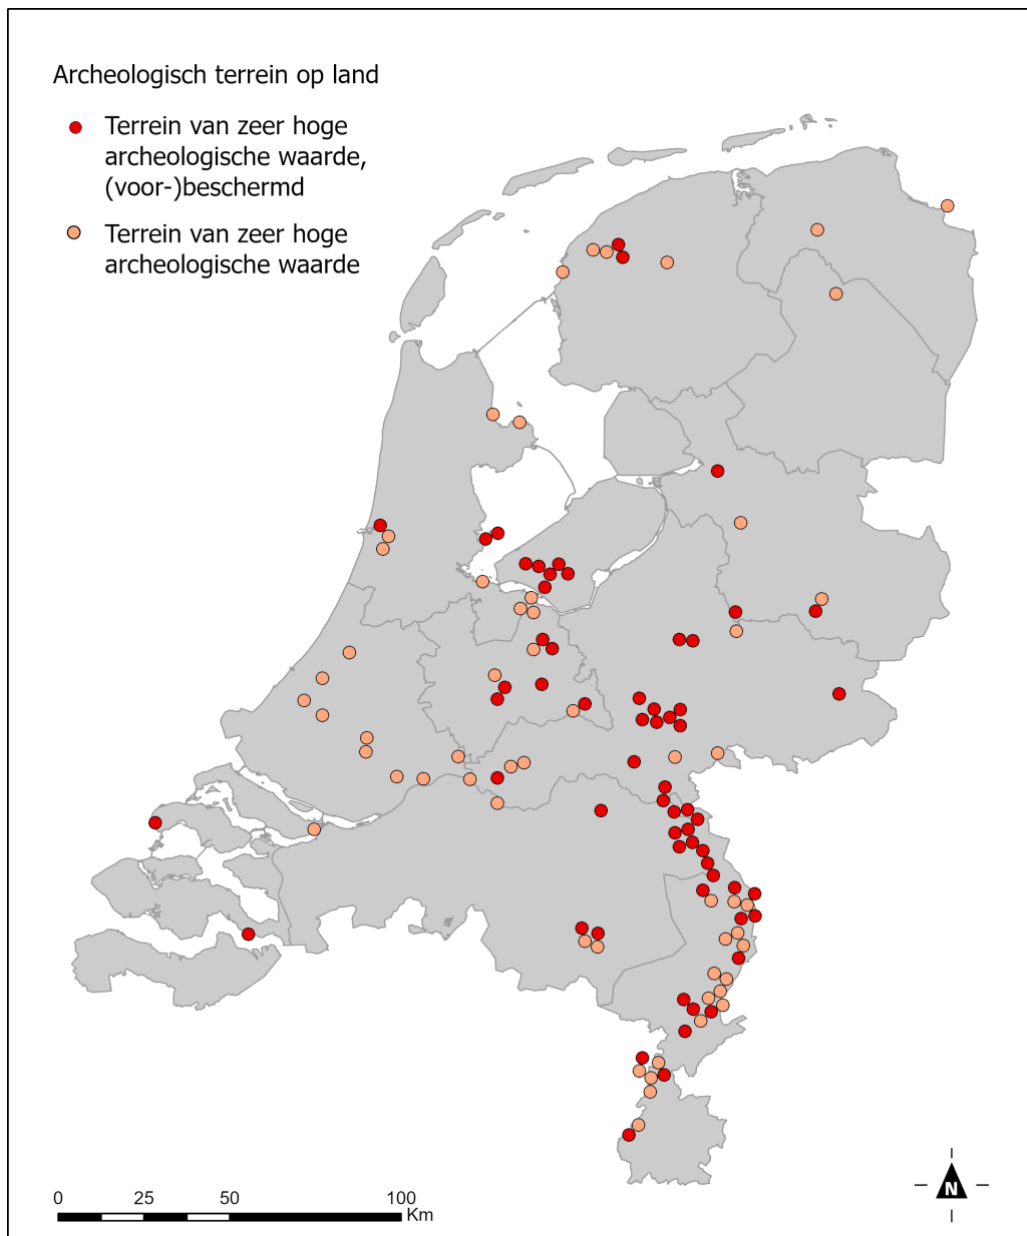 Archeologisch terrein op land
Terrein van zeer hoge
archeologische waarde,
(voor-)beschermd
Terrein van zeer hoge
archeologische waarde
0 25 50 100
Km
N